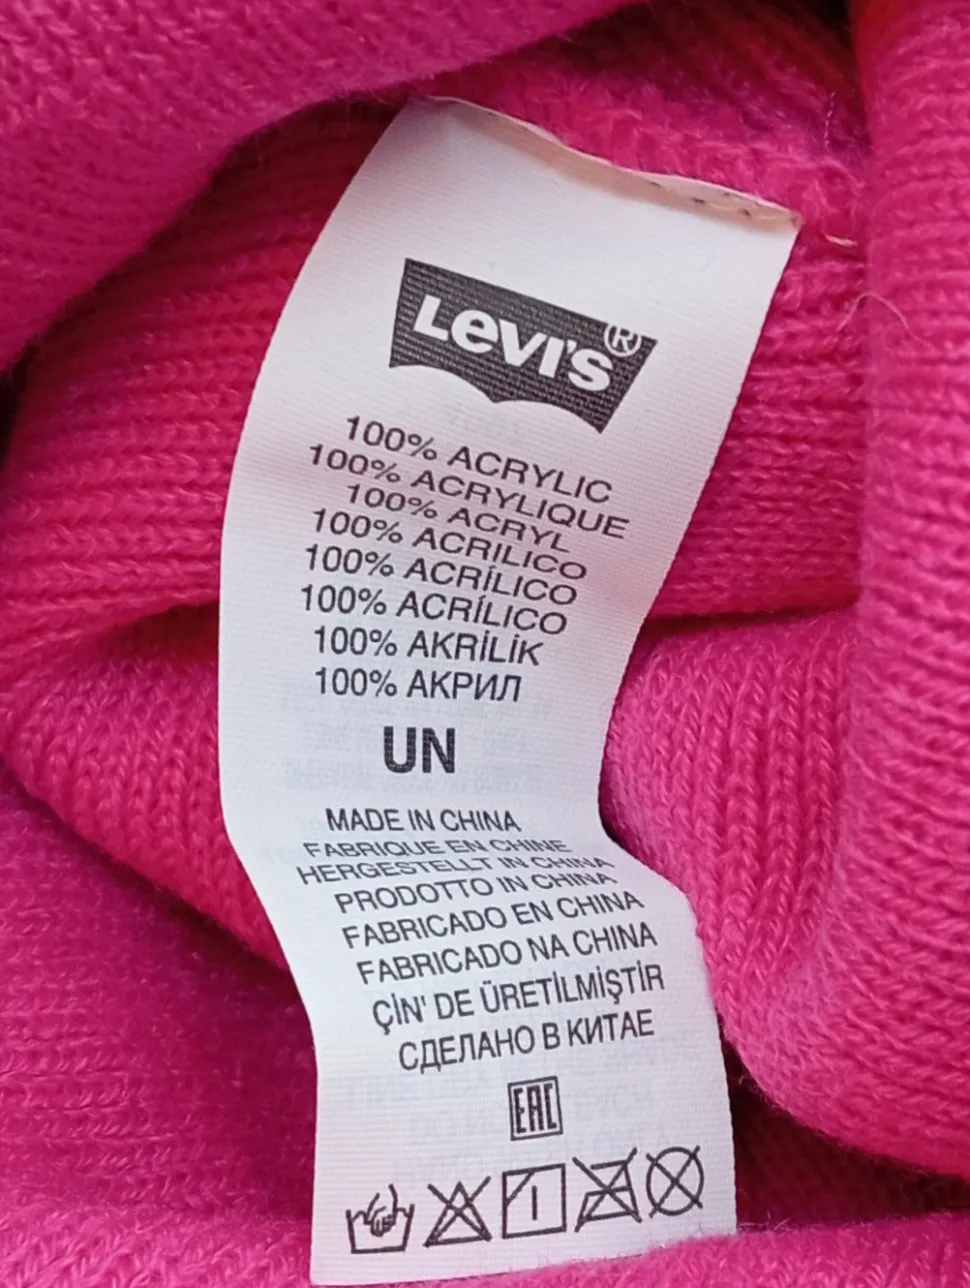 Levi's®
100% ACRYLIC
100% ACRYLIQUE
100% ACRYL
100% ACRILICO
100% ACRÍLICO
100% ACRÍLICO
100% AKRİLİK
100% АКРИЛ
UN
MADE IN CHINA
FABRIQUE EN CHINE
HERGESTELLT IN CHINA
PRODOTTO IN CHINA
FABRICADO EN CHINA
FABRICADO NA CHINA
ÇİN' DE ÜRETİLMİŞTİR
СДЕЛАНО В КИТАЕ
EAC